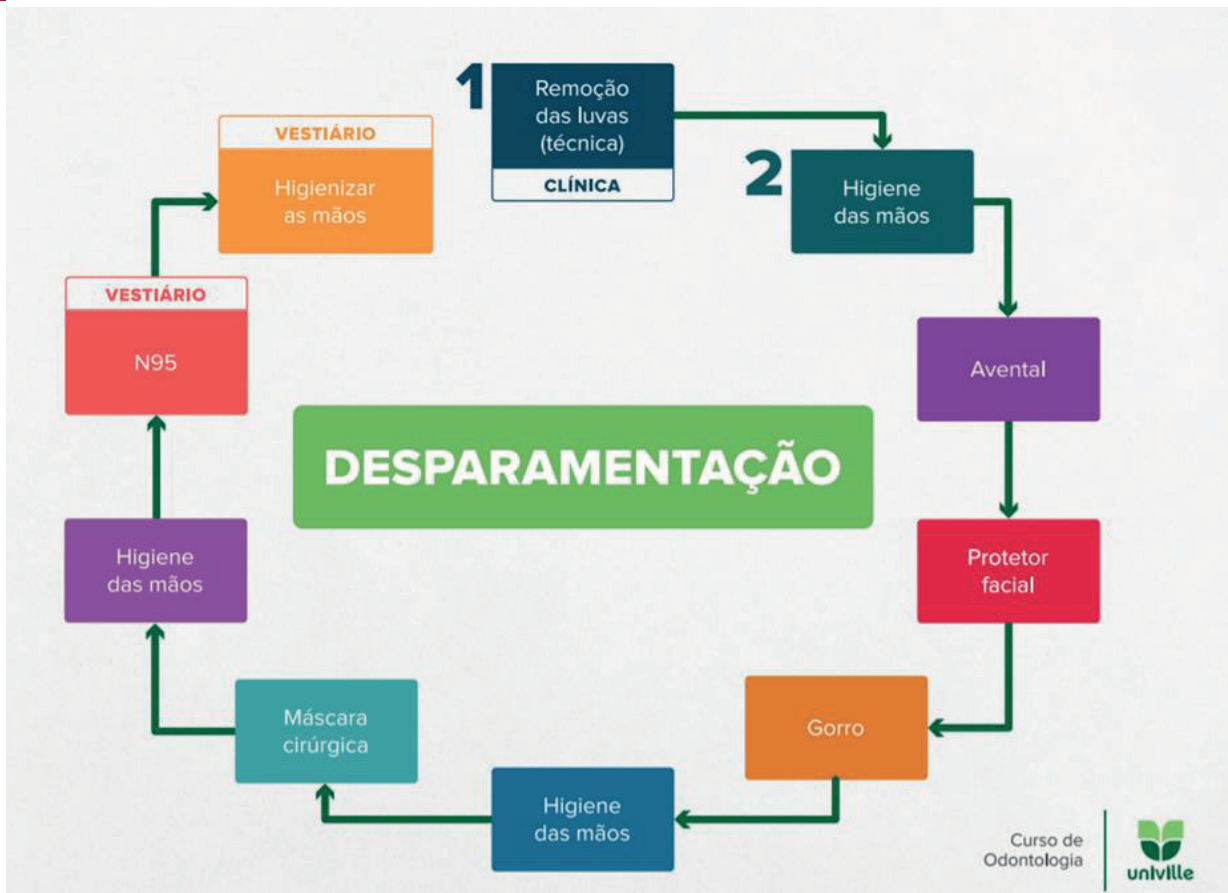 1
Remoção
das luvas
(técnica)
CLÍNICA
2
Higiene
das mãos
Avental
Protetor
facial
Gorro
Higiene
das mãos
Máscara
cirúrgica
Higiene
das mãos
VESTIÁRIO
N95
VESTIÁRIO
Higienizar
as mãos
DESPARAMENTAÇÃO
Curso de
Odontologia
univille